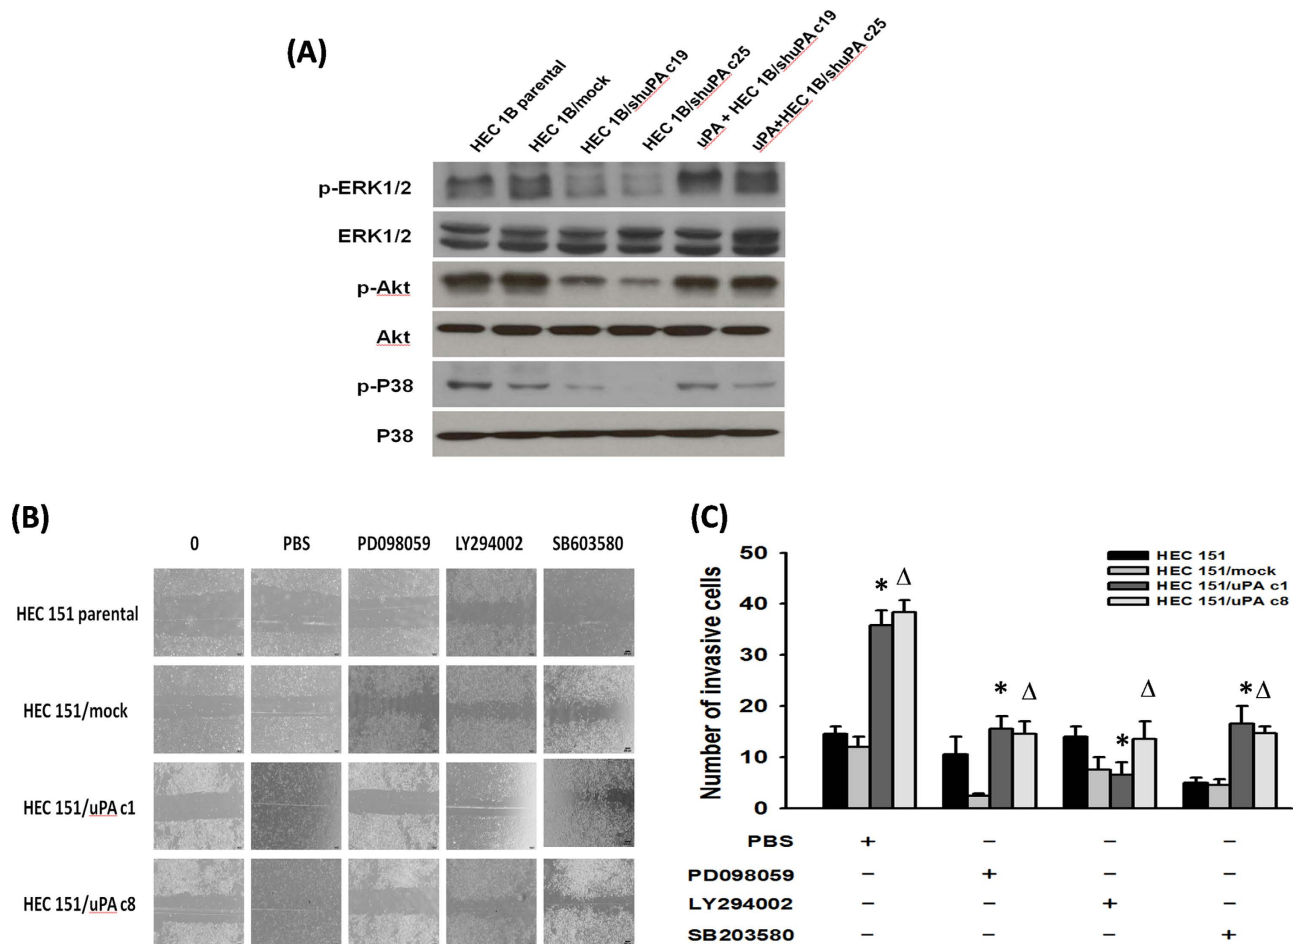 (A)
HEC 1B parental
HEC 1B/mock
HEC 1B/shuPA c19
HEC 1B/shuPA c25
uPA + HEC 1B/shuPA c19
uPA+HEC 1B/shuPA c25
p-ERK1/2
ERK1/2
p-Akt
Akt
p-P38
P38
(B)
0 PBS PD098059 LY294002 SB603580
HEC 151 parental
HEC 151/mock
HEC 151/uPA c1
HEC 151/uPA c8
(C)
Number of invasive cells
50
40
30
20
10
0
HEC 151
HEC 151/mock
HEC 151/uPA c1
HEC 151/uPA c8
* Δ
* Δ
* Δ
* Δ
PBS + − − −
PD098059 − + − −
LY294002 − − + −
SB203580 − − − +